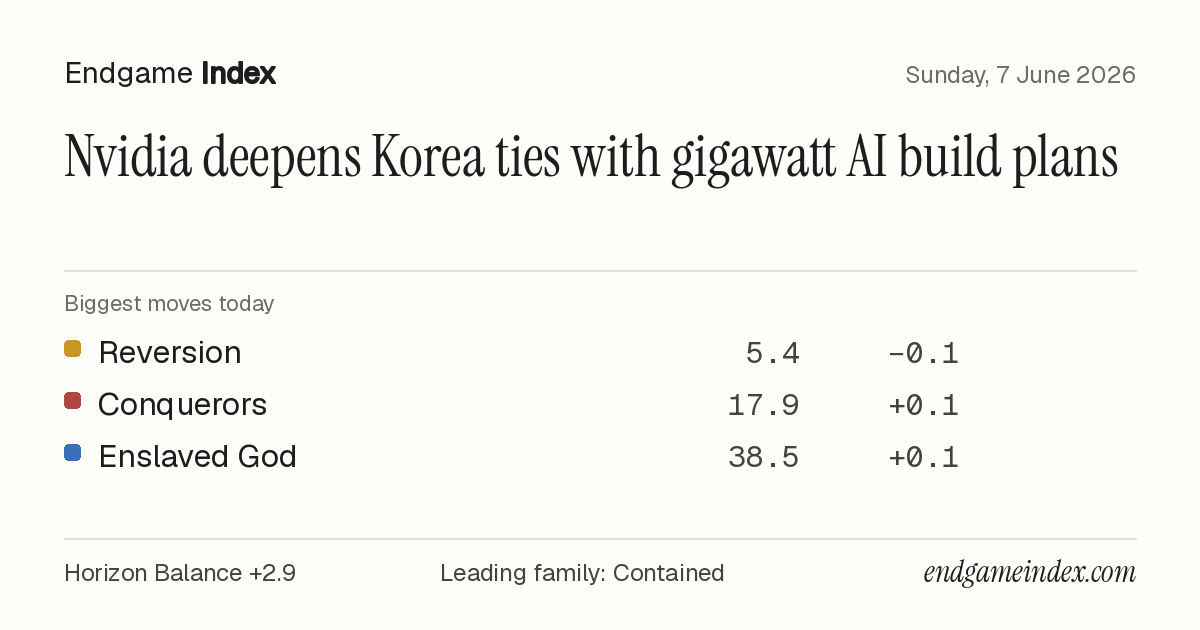 Endgame Index
Sunday, 7 June 2026
Nvidia deepens Korea ties with gigawatt AI build plans
Biggest moves today
Reversion 5.4 −0.1
Conquerors 17.9 +0.1
Enslaved God 38.5 +0.1
Horizon Balance +2.9
Leading family: Contained
endgameindex.com